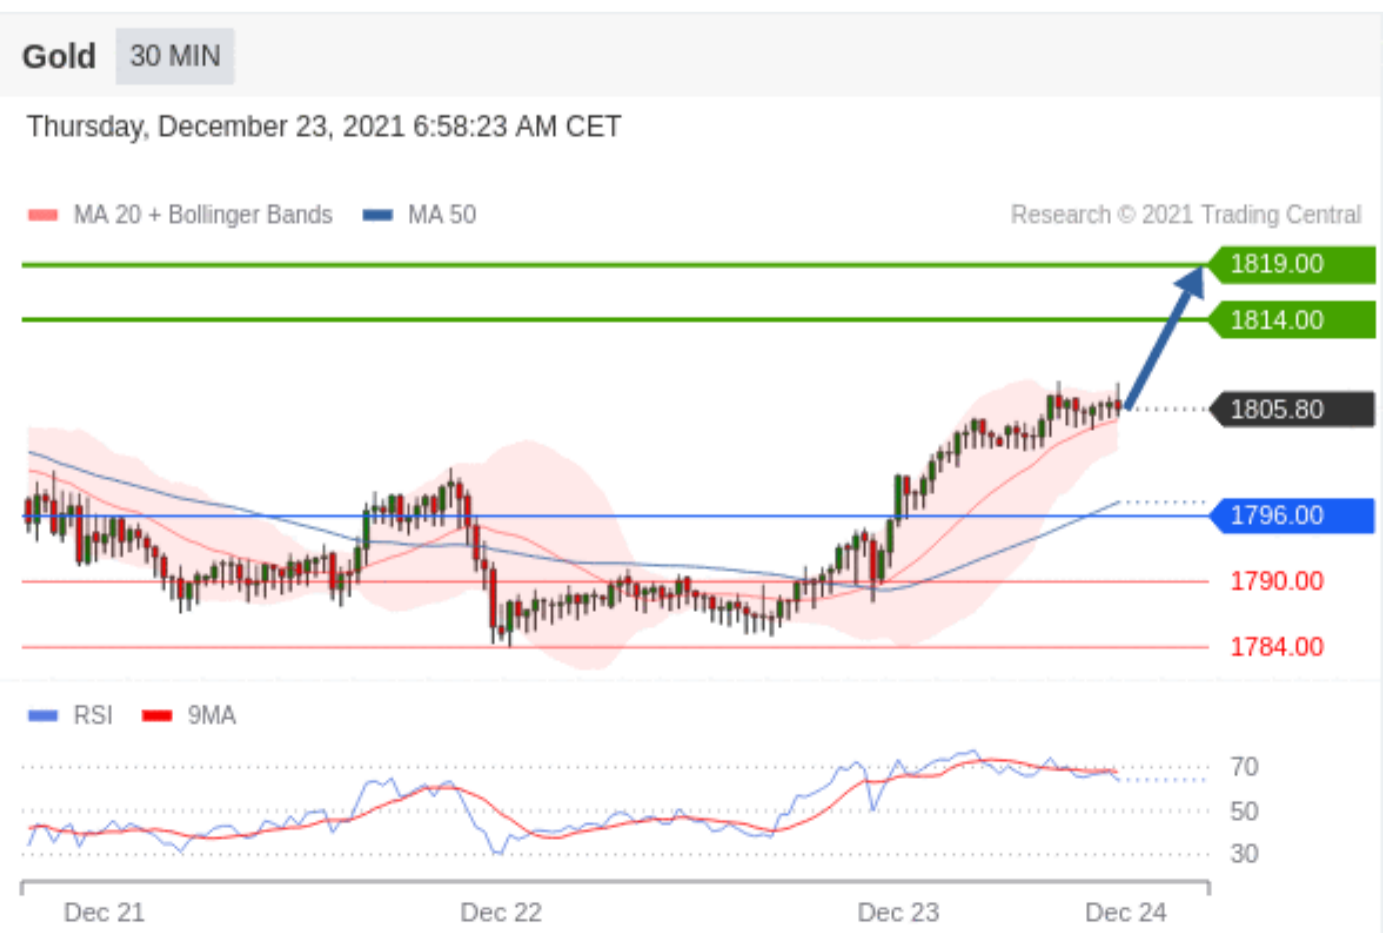 Gold 30 MIN
Thursday, December 23, 2021 6:58:23 AM CET
MA 20 + Bollinger Bands MA 50 Research © 2021 Trading Central
1819.00
1814.00
1805.80
1796.00
1790.00
1784.00
RSI 9MA
70
50
30
Dec 21 Dec 22 Dec 23 Dec 24